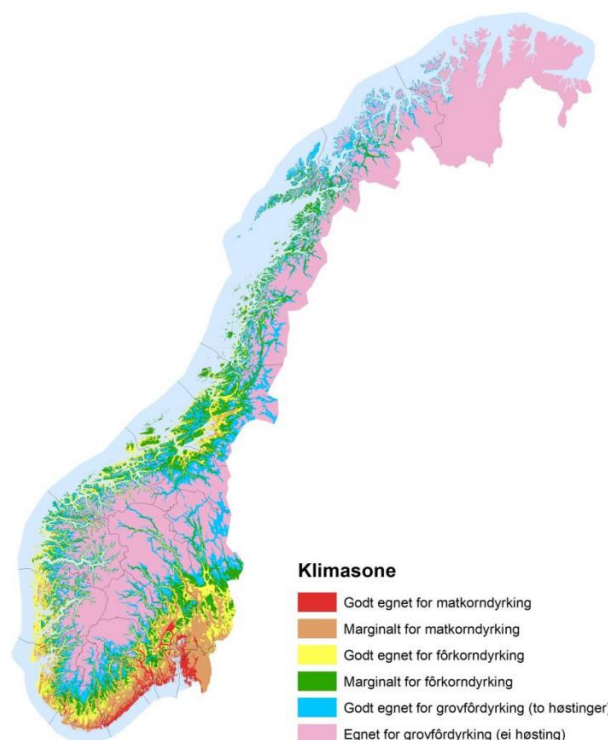 Klimasone
Godt egnet for matkorndyrking
Marginalt for matkorndyrking
Godt egnet for fôrkorndyrking
Marginalt for fôrkorndyrking
Godt egnet for grovfôrdyrking (to høstinger)
Egnet for grovfôrdyrking (ei høsting)